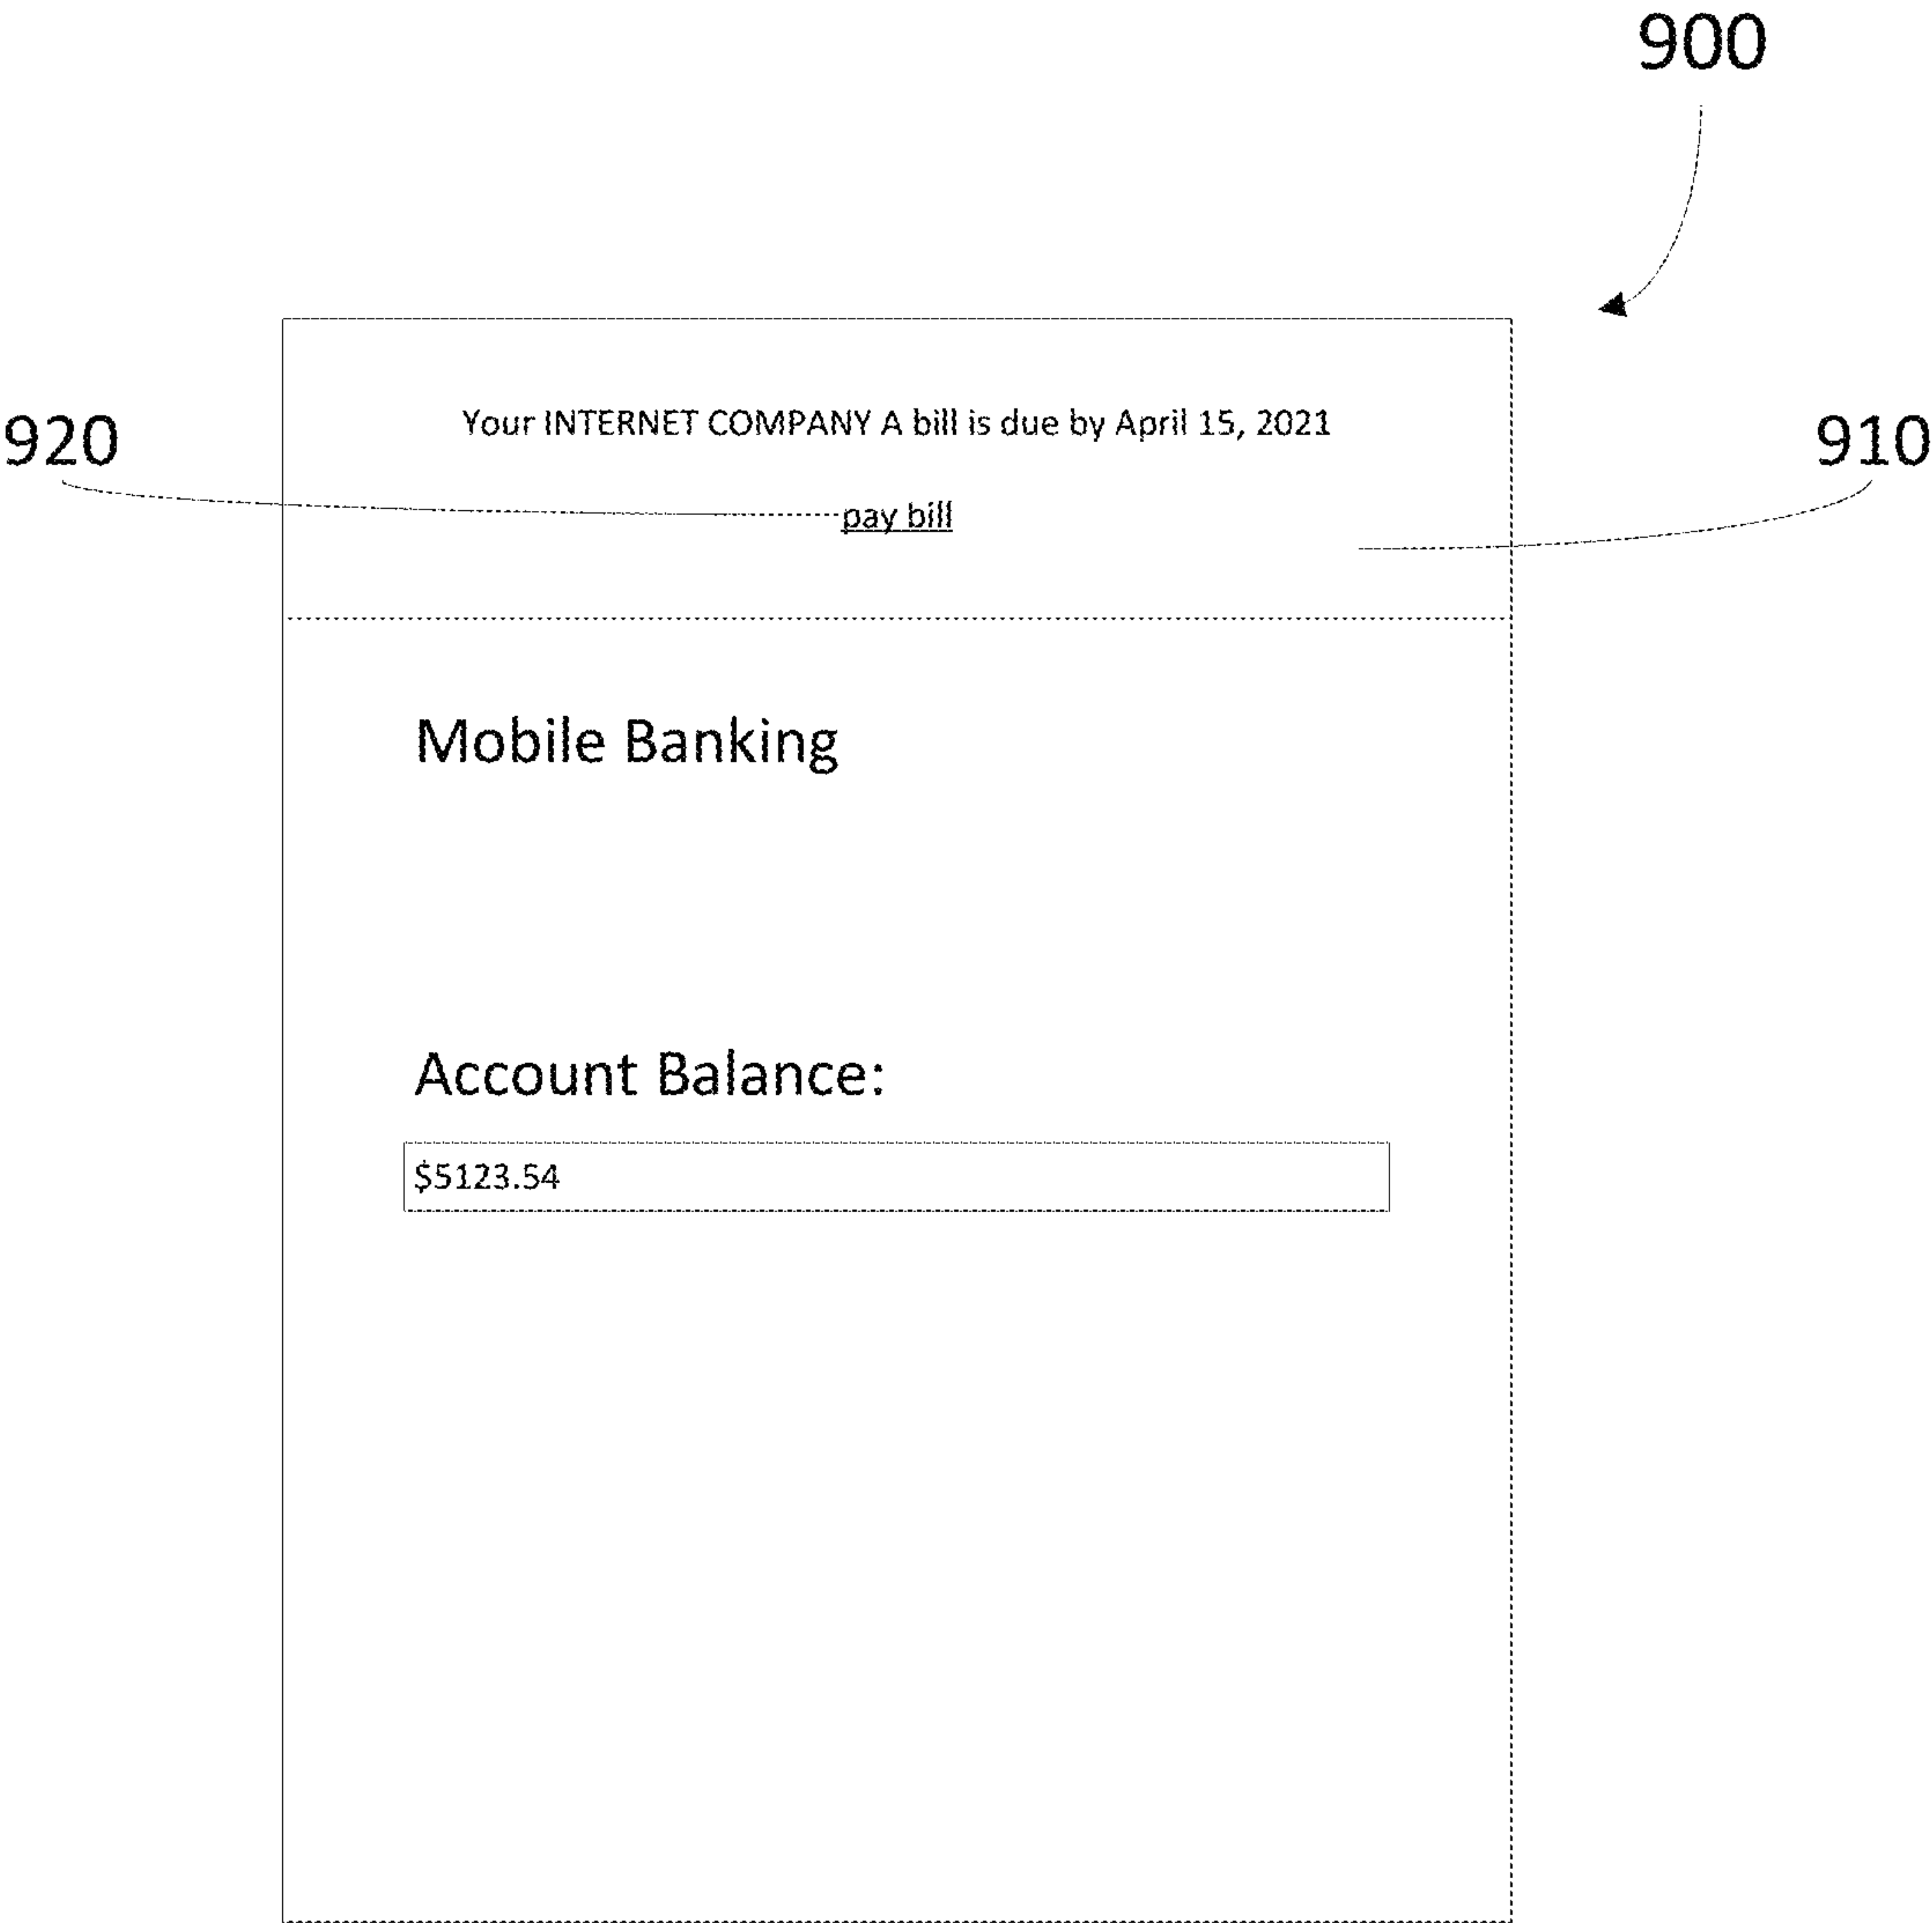 900
Your INTERNET COMPANY A bill is due by April 15, 2021
920
910
pay bill
Mobile Banking
Account Balance:
$5123.54